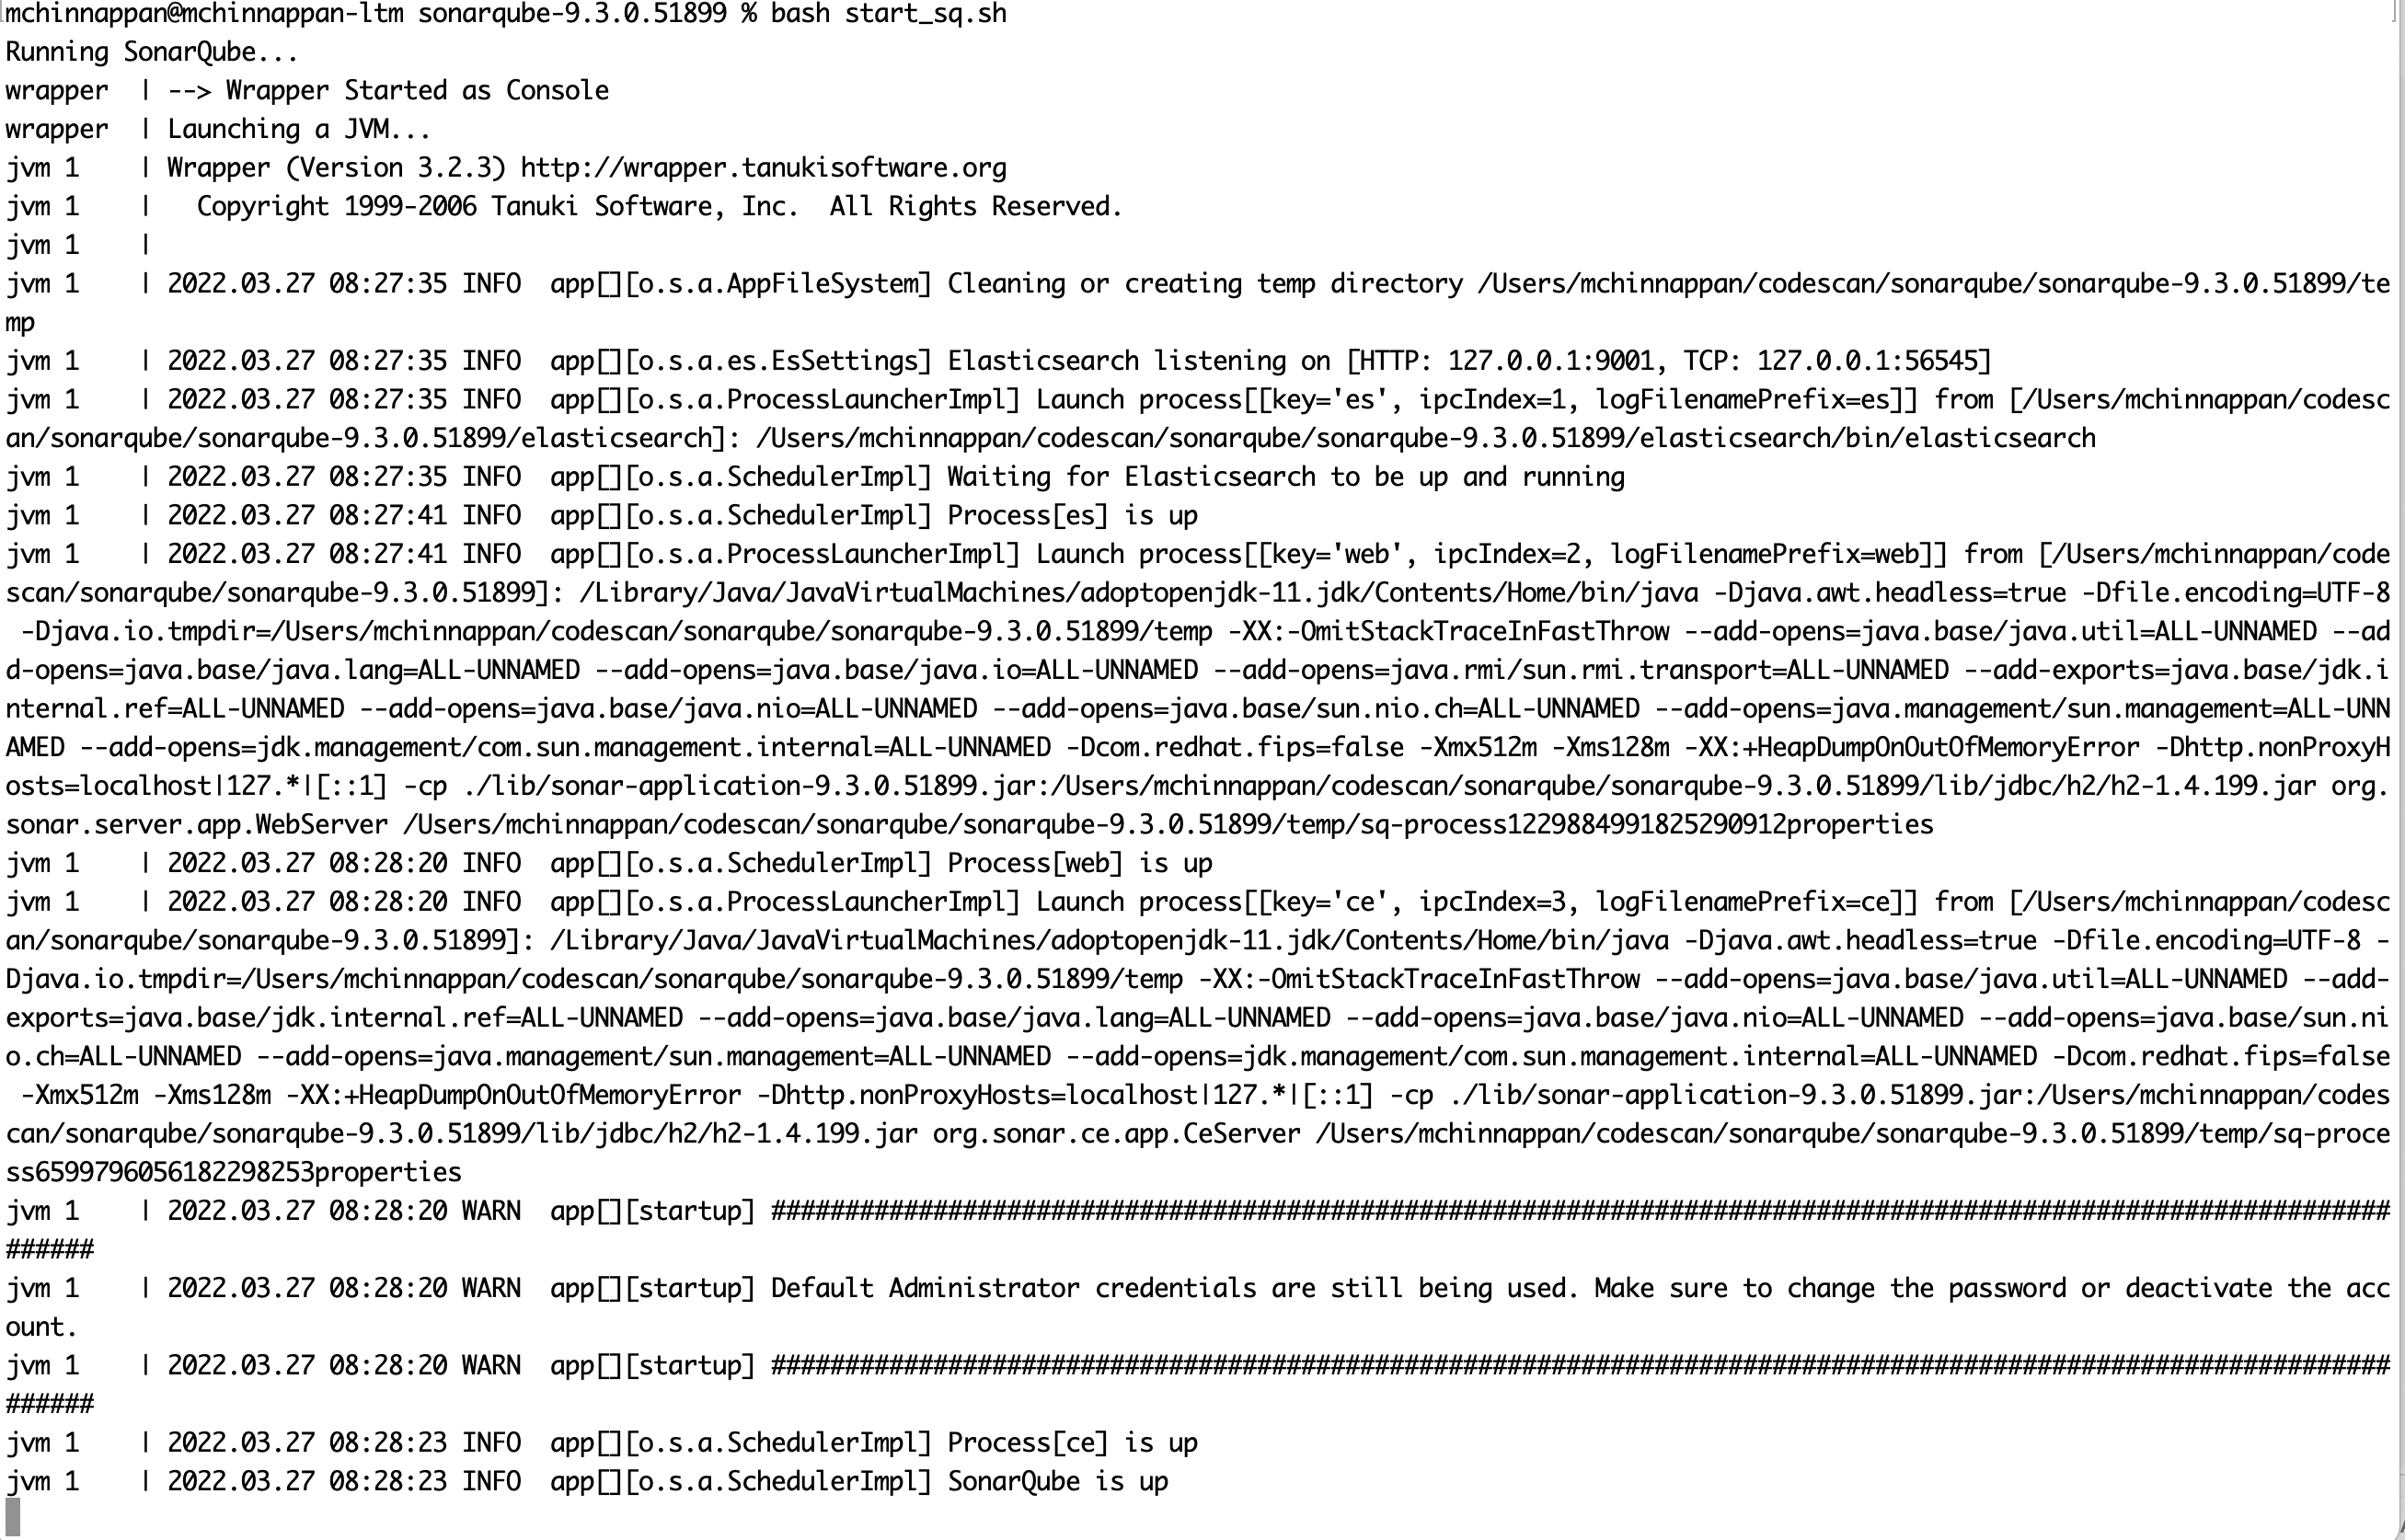 mchinnappan@mchinnappan-ltm sonarqube-9.3.0.51899 % bash start_sq.sh
Running SonarQube...
wrapper  | --> Wrapper Started as Console
wrapper  | Launching a JVM...
jvm 1    | Wrapper (Version 3.2.3) http://wrapper.tanukisoftware.org
jvm 1    |   Copyright 1999-2006 Tanuki Software, Inc.  All Rights Reserved.
jvm 1    |
jvm 1    | 2022.03.27 08:27:35 INFO  app[][o.s.a.AppFileSystem] Cleaning or creating temp directory /Users/mchinnappan/codescan/sonarqube/sonarqube-9.3.0.51899/te
mp
jvm 1    | 2022.03.27 08:27:35 INFO  app[][o.s.a.es.EsSettings] Elasticsearch listening on [HTTP: 127.0.0.1:9001, TCP: 127.0.0.1:56545]
jvm 1    | 2022.03.27 08:27:35 INFO  app[][o.s.a.ProcessLauncherImpl] Launch process[[key='es', ipcIndex=1, logFilenamePrefix=es]] from [/Users/mchinnappan/codesc
an/sonarqube/sonarqube-9.3.0.51899/elasticsearch]: /Users/mchinnappan/codescan/sonarqube/sonarqube-9.3.0.51899/elasticsearch/bin/elasticsearch
jvm 1    | 2022.03.27 08:27:35 INFO  app[][o.s.a.SchedulerImpl] Waiting for Elasticsearch to be up and running
jvm 1    | 2022.03.27 08:27:41 INFO  app[][o.s.a.SchedulerImpl] Process[es] is up
jvm 1    | 2022.03.27 08:27:41 INFO  app[][o.s.a.ProcessLauncherImpl] Launch process[[key='web', ipcIndex=2, logFilenamePrefix=web]] from [/Users/mchinnappan/code
scan/sonarqube/sonarqube-9.3.0.51899]: /Library/Java/JavaVirtualMachines/adoptopenjdk-11.jdk/Contents/Home/bin/java -Djava.awt.headless=true -Dfile.encoding=UTF-8
 -Djava.io.tmpdir=/Users/mchinnappan/codescan/sonarqube/sonarqube-9.3.0.51899/temp -XX:-OmitStackTraceInFastThrow --add-opens=java.base/java.util=ALL-UNNAMED --ad
d-opens=java.base/java.lang=ALL-UNNAMED --add-opens=java.base/java.io=ALL-UNNAMED --add-opens=java.rmi/sun.rmi.transport=ALL-UNNAMED --add-exports=java.base/jdk.i
nternal.ref=ALL-UNNAMED --add-opens=java.base/java.nio=ALL-UNNAMED --add-opens=java.base/sun.nio.ch=ALL-UNNAMED --add-opens=java.management/sun.management=ALL-UNN
AMED --add-opens=jdk.management/com.sun.management.internal=ALL-UNNAMED -Dcom.redhat.fips=false -Xmx512m -Xms128m -XX:+HeapDumpOnOutOfMemoryError -Dhttp.nonProxyH
osts=localhost|127.*|[::1] -cp ./lib/sonar-application-9.3.0.51899.jar:/Users/mchinnappan/codescan/sonarqube/sonarqube-9.3.0.51899/lib/jdbc/h2/h2-1.4.199.jar org.
sonar.server.app.WebServer /Users/mchinnappan/codescan/sonarqube/sonarqube-9.3.0.51899/temp/sq-process1229884991825290912properties
jvm 1    | 2022.03.27 08:28:20 INFO  app[][o.s.a.SchedulerImpl] Process[web] is up
jvm 1    | 2022.03.27 08:28:20 INFO  app[][o.s.a.ProcessLauncherImpl] Launch process[[key='ce', ipcIndex=3, logFilenamePrefix=ce]] from [/Users/mchinnappan/codesc
an/sonarqube/sonarqube-9.3.0.51899]: /Library/Java/JavaVirtualMachines/adoptopenjdk-11.jdk/Contents/Home/bin/java -Djava.awt.headless=true -Dfile.encoding=UTF-8 -
Djava.io.tmpdir=/Users/mchinnappan/codescan/sonarqube/sonarqube-9.3.0.51899/temp -XX:-OmitStackTraceInFastThrow --add-opens=java.base/java.util=ALL-UNNAMED --add-
exports=java.base/jdk.internal.ref=ALL-UNNAMED --add-opens=java.base/java.lang=ALL-UNNAMED --add-opens=java.base/java.nio=ALL-UNNAMED --add-opens=java.base/sun.ni
o.ch=ALL-UNNAMED --add-opens=java.management/sun.management=ALL-UNNAMED --add-opens=jdk.management/com.sun.management.internal=ALL-UNNAMED -Dcom.redhat.fips=false
 -Xmx512m -Xms128m -XX:+HeapDumpOnOutOfMemoryError -Dhttp.nonProxyHosts=localhost|127.*|[::1] -cp ./lib/sonar-application-9.3.0.51899.jar:/Users/mchinnappan/codes
can/sonarqube/sonarqube-9.3.0.51899/lib/jdbc/h2/h2-1.4.199.jar org.sonar.ce.app.CeServer /Users/mchinnappan/codescan/sonarqube/sonarqube-9.3.0.51899/temp/sq-proce
ss6599796056182298253properties
jvm 1    | 2022.03.27 08:28:20 WARN  app[][startup] ##############################################################################################################
######
jvm 1    | 2022.03.27 08:28:20 WARN  app[][startup] Default Administrator credentials are still being used. Make sure to change the password or deactivate the acc
ount.
jvm 1    | 2022.03.27 08:28:20 WARN  app[][startup] ##############################################################################################################
######
jvm 1    | 2022.03.27 08:28:23 INFO  app[][o.s.a.SchedulerImpl] Process[ce] is up
jvm 1    | 2022.03.27 08:28:23 INFO  app[][o.s.a.SchedulerImpl] SonarQube is up